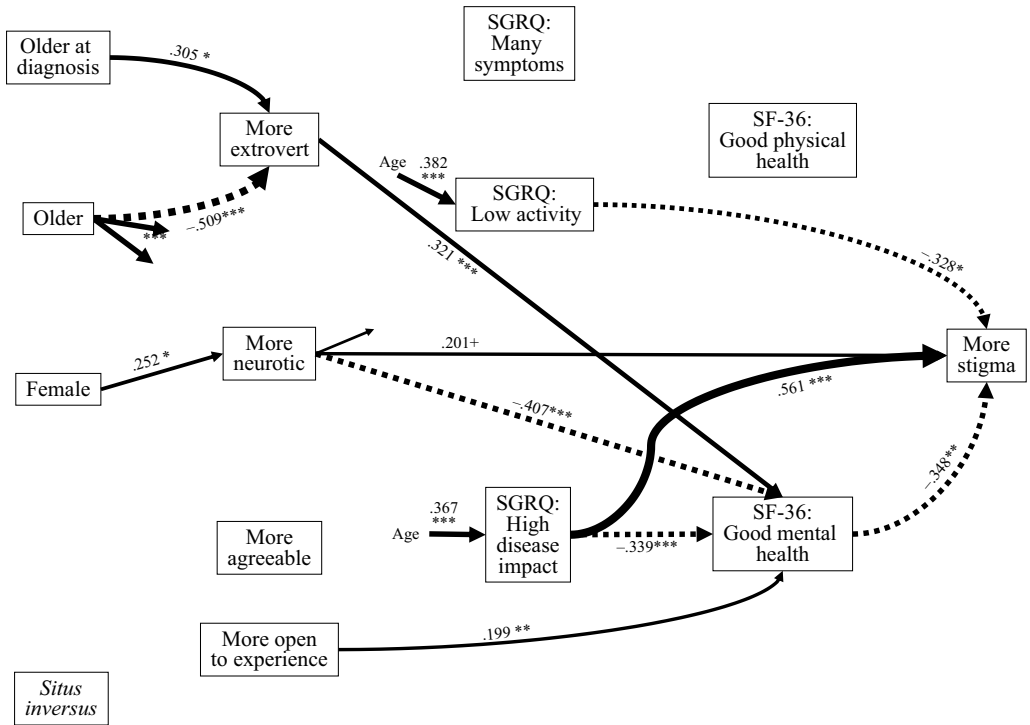 SGRQ:
Many
symptoms
Older at
diagnosis
.305 *
More
extrovert
SF-36:
Good physical
health
Age
.382
***
SGRQ:
Low activity
Older
***
–.509***
.321 ***
–.328*
More
neurotic
.252 *
.201+
More
stigma
Female
.561 ***
–.407***
–.348**
.367
***
Age
SGRQ:
High
disease
impact
–.339***
SF-36:
Good mental
health
More
agreeable
More open
to experience
.199 **
Situs
inversus